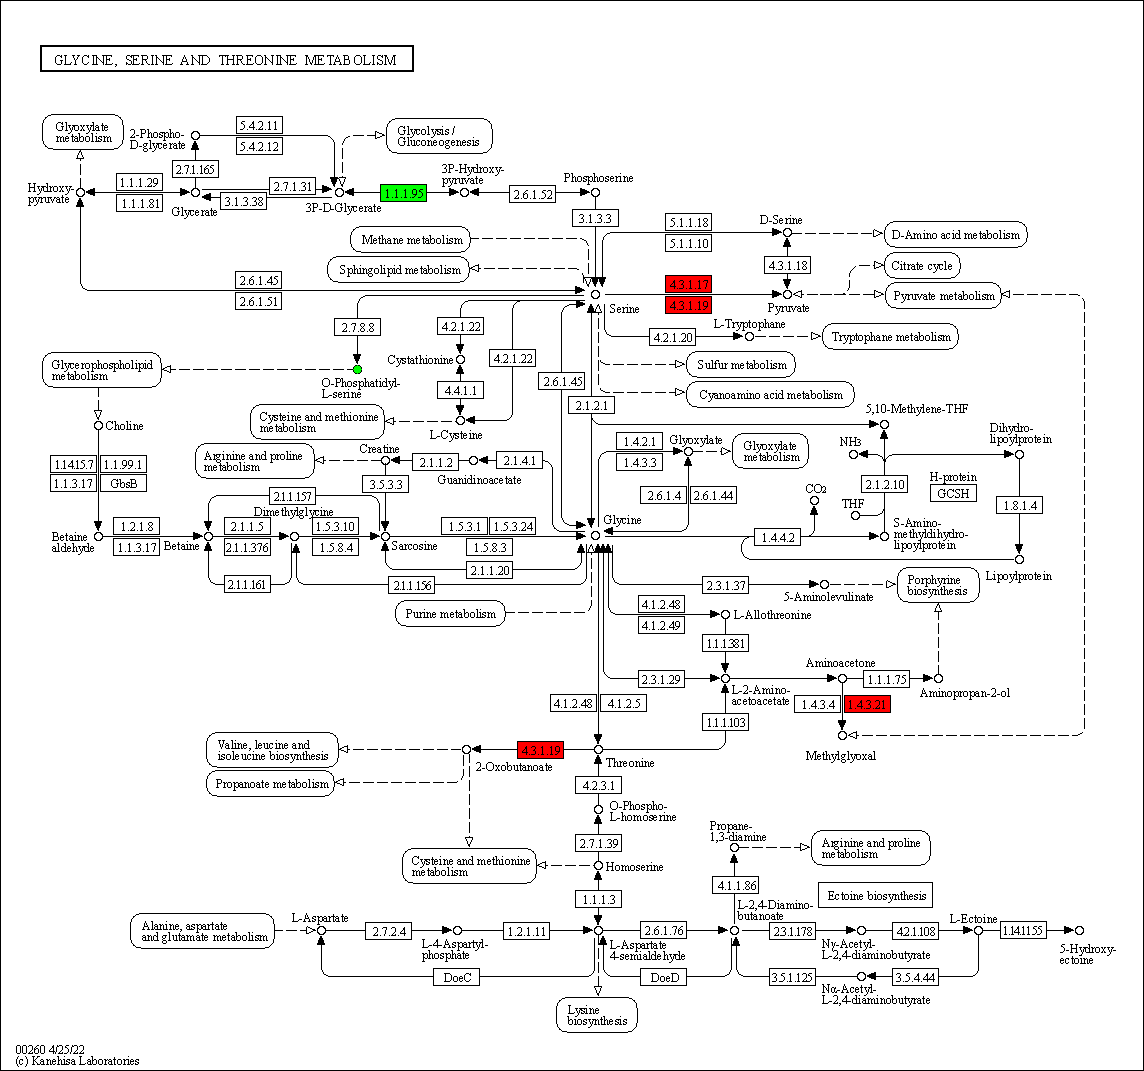 GLYCINE, SERINE AND THREONINE METABOLISM
Glyoxylate
metabolism
2-Phospho-
D-glycerate
5.4.2.11
5.4.2.12
Glycolysis /
Gluconeogenesis
2.7.1.165
3P-Hydroxy-
pyruvate
Phosphoserine
Hydroxy-
pyruvate
1.1.1.29
1.1.1.81
Glycerate
2.7.1.31
3.1.3.38
3P-D-Glycerate
1.1.1.95
2.6.1.52
3.1.3.3
5.1.1.18
5.1.1.10
D-Serine
D-Amino acid metabolism
Methane metabolism
Sphingolipid metabolism
4.3.1.18
Citrate cycle
2.6.1.45
2.6.1.51
4.3.1.17
4.3.1.19
Serine
Pyruvate
Pyruvate metabolism
2.7.8.8
4.2.1.22
4.2.1.20
L-Tryptophane
Tryptophane metabolism
Glycerophospholipid
metabolism
Cystathionine
4.2.1.22
Sulfur metabolism
O-Phosphatidyl-
L-serine
4.4.1.1
2.6.1.45
Cyanoamino acid metabolism
2.1.2.1
5,10-Methylene-THF
Choline
Cysteine and methionine
metabolism
L-Cysteine
1.4.2.1
1.4.3.3
Glyoxylate
Glyoxylate
metabolism
NH3
Dihydro-
lipoylprotein
Arginine and proline
metabolism
Creatine
2.1.1.2
Guanidinoacetate
2.1.4.1
1.14.15.7
1.1.99.1
1.1.3.17
GbsB
3.5.3.3
2.6.1.4
2.6.1.44
CO2
THF
2.1.2.10
H-protein
GCSH
1.8.1.4
2.1.1.157
Dimethylglycine
Betaine
aldehyde
1.2.1.8
1.1.3.17
Betaine
2.1.1.5
2.1.1.376
1.5.3.10
1.5.8.4
Sarcosine
1.5.3.1
1.5.3.24
1.5.8.3
Glycine
1.4.4.2
S-Amino-
methyldihydro-
lipoylprotein
2.1.1.20
Lipoylprotein
2.1.1.161
2.1.1.156
2.3.1.37
5-Aminolevulinate
Porphyrine
biosynthesis
Purine metabolism
4.1.2.48
4.1.2.49
L-Allothreonine
1.1.1.381
2.3.1.29
L-2-Amino-
acetoacetate
Aminoacetone
1.1.1.75
Aminopropan-2-ol
4.1.2.48
4.1.2.5
1.4.3.4
1.4.3.21
1.1.1.103
Methylglyoxal
Valine, leucine and
isoleucine biosynthesis
2-Oxobutanoate
4.3.1.19
Threonine
Propanoate metabolism
4.2.3.1
O-Phospho-
L-homoserine
2.7.1.39
Cysteine and methionine
metabolism
Homoserine
1.1.1.3
Propane-
1,3-diamine
Arginine and proline
metabolism
4.1.1.86
Ectoine biosynthesis
Alanine, aspartate
and glutamate metabolism
L-Aspartate
2.7.2.4
L-4-Aspartyl-
phosphate
1.2.1.11
L-Aspartate
4-semialdehyde
2.6.1.76
L-2,4-Diamino-
butanoate
2.3.1.178
Nγ-Acetyl-
L-2,4-diaminobutyrate
4.2.1.108
L-Ectoine
1.14.11.55
5-Hydroxy-
ectoine
DoeC
DoeD
3.5.1.125
3.5.4.44
Nα-Acetyl-
L-2,4-diaminobutyrate
Lysine
biosynthesis
00260 4/25/22
(c) Kanehisa Laboratories